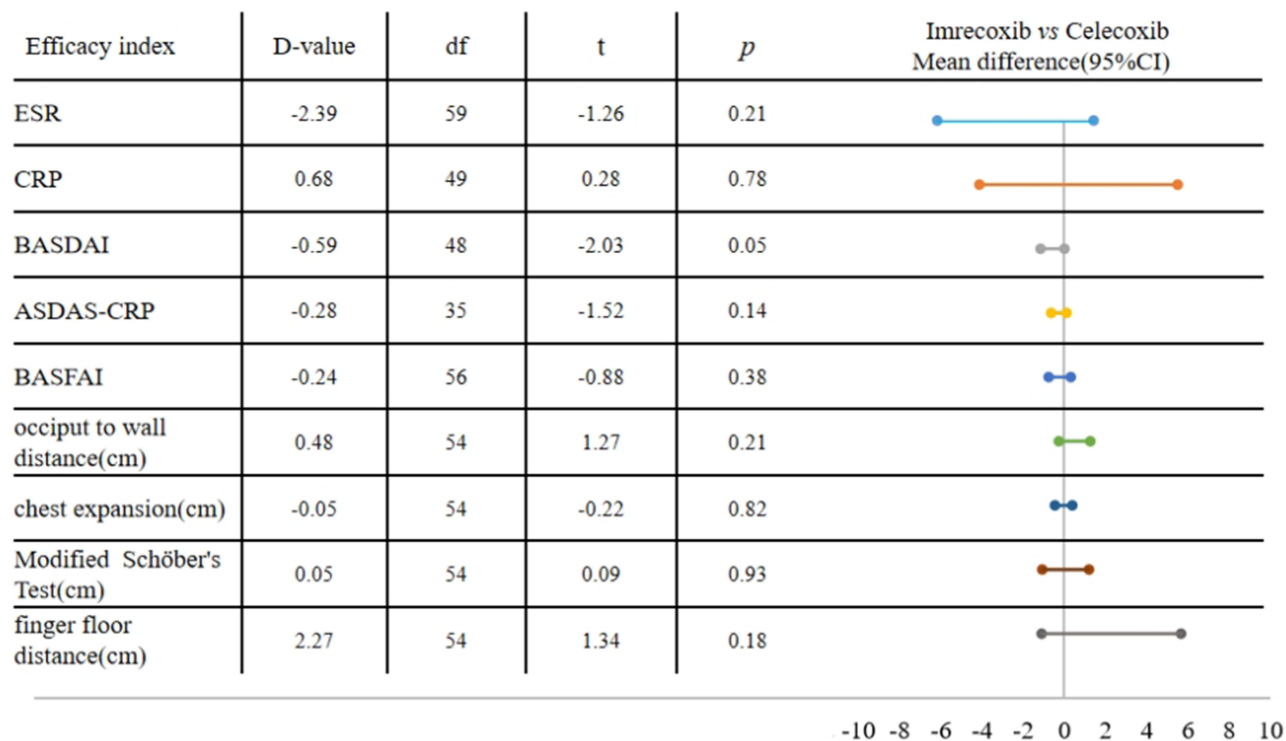 Efficacy index D-value df t p Imrecoxib vs Celecoxib
Mean difference(95%CI)
ESR -2.39 59 -1.26 0.21
CRP 0.68 49 0.28 0.78
BASDAI -0.59 48 -2.03 0.05
ASDAS-CRP -0.28 35 -1.52 0.14
BASFAI -0.24 56 -0.88 0.38
occiput to wall
distance(cm) 0.48 54 1.27 0.21
chest expansion(cm) -0.05 54 -0.22 0.82
Modified Schöber's
Test(cm) 0.05 54 0.09 0.93
finger floor
distance(cm) 2.27 54 1.34 0.18
-10 -8 -6 -4 -2 0 2 4 6 8 10